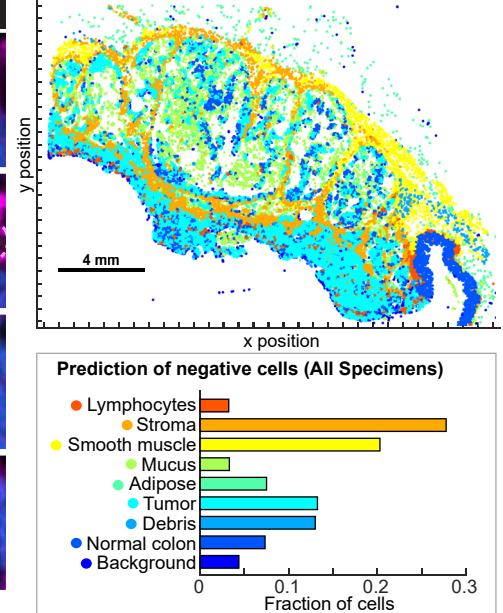 y position
4 mm
x position
Prediction of negative cells (All Specimens)
Lymphocytes
Stroma
Smooth muscle
Mucus
Adipose
Tumor
Debris
Normal colon
Background
0 0.1 0.2 0.3
Fraction of cells